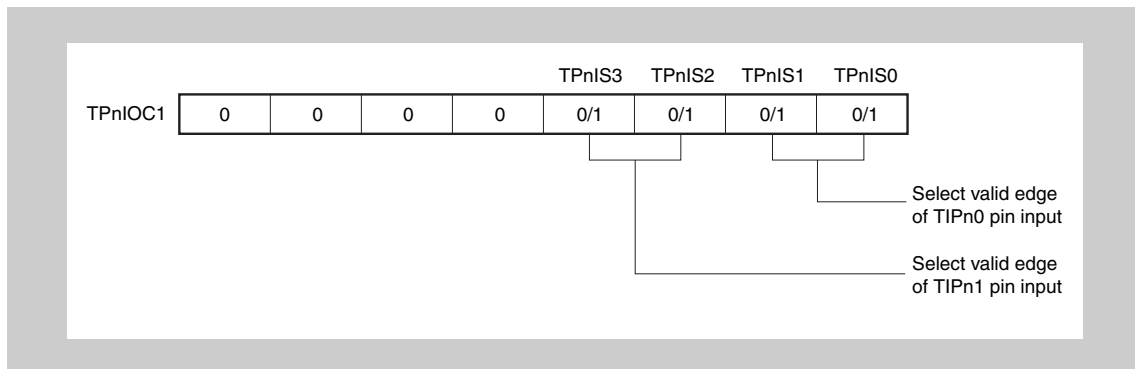 TPnIS3 TPnIS2 TPnIS1 TPnIS0
TPnIOC1 0 0 0 0 0/1 0/1 0/1 0/1
Select valid edge
of TIPn0 pin input
Select valid edge
of TIPn1 pin input